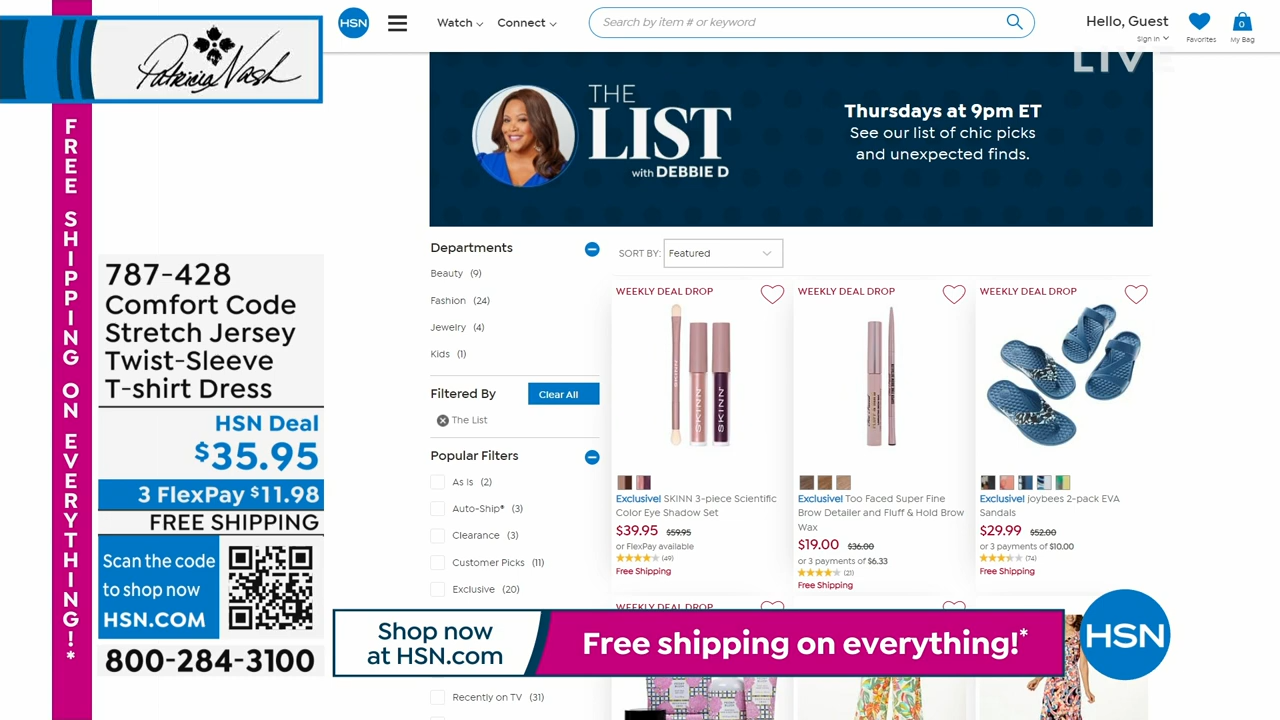 Patricia Nash
FREE SHIPPING ON EVERYTHING!*
787-428
Comfort Code
Stretch Jersey
Twist-Sleeve
T-shirt Dress
HSN Deal
$35.95
3 FlexPay $11.98
FREE SHIPPING
Scan the code
to shop now
HSN.COM
800-284-3100
HSN
Watch
Connect
Search by item # or keyword
Hello, Guest
Sign In
Favorites
0
My Bag
LIVE
THE
LIST
with DEBBIE D
Thursdays at 9pm ET
See our list of chic picks
and unexpected finds.
Departments
Beauty (9)
Fashion (24)
Jewelry (4)
Kids (1)
Filtered By
Clear All
The List
Popular Filters
As Is (2)
Auto-Ship® (3)
Clearance (3)
Customer Picks (11)
Exclusive (20)
Recently on TV (31)
SORT BY: Featured
WEEKLY DEAL DROP
SKINN
SKINN
SKINN
Exclusive! SKINN 3-piece Scientific
Color Eye Shadow Set
$39.95 $59.95
or FlexPay available
(49)
Free Shipping
WEEKLY DEAL DROP
Exclusive! Too Faced Super Fine
Brow Detailer and Fluff & Hold Brow
Wax
$19.00 $36.00
or 3 payments of $6.33
(21)
Free Shipping
WEEKLY DEAL DROP
Exclusive! joybees 2-pack EVA
Sandals
$29.99 $52.00
or 3 payments of $10.00
(74)
Free Shipping
WEEKLY DEAL DROP
Shop now
at HSN.com
Free shipping on everything!*
HSN